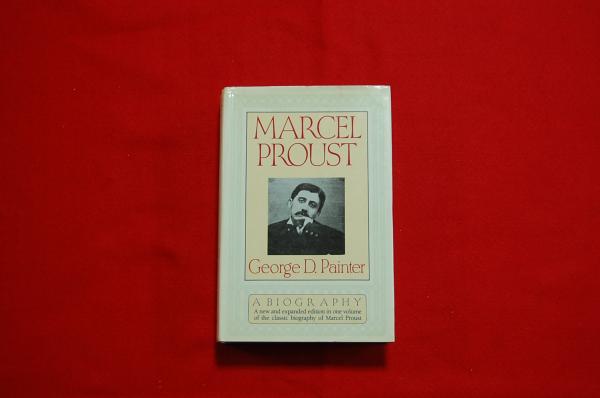 MARCEL
PROUST
George D. Painter
A BIOGRAPHY
A new and expanded edition in one volume
of the classic biography of Marcel Proust